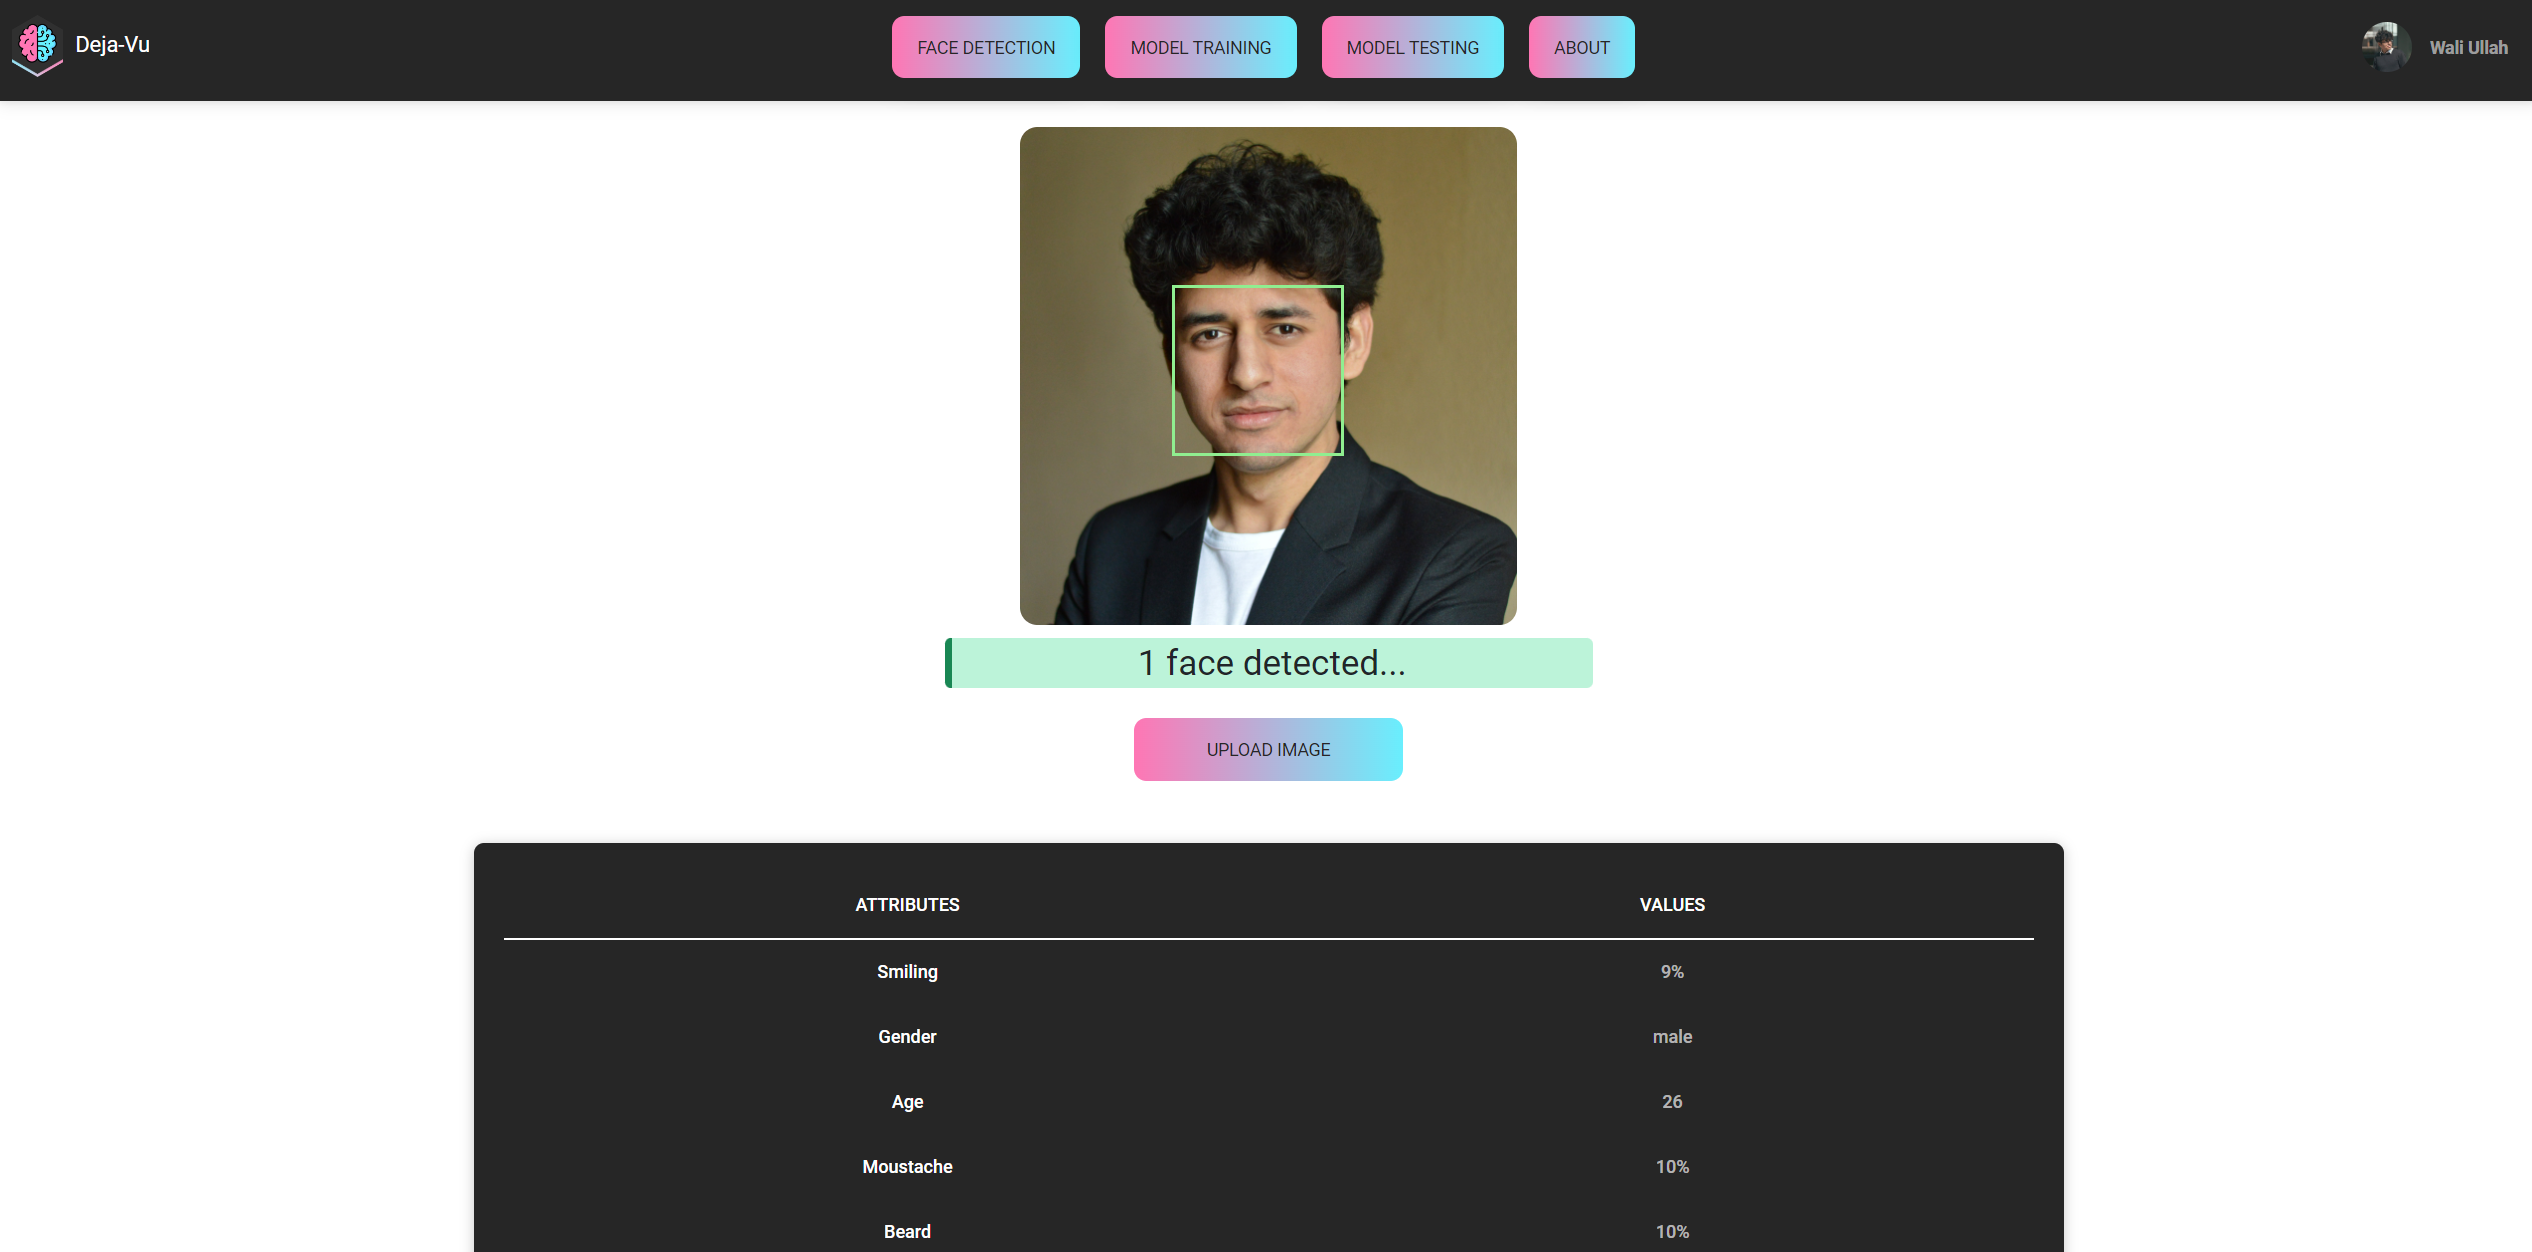 Deja-Vu
FACE DETECTION
MODEL TRAINING
MODEL TESTING
ABOUT
Wali Ullah
1 face detected...
UPLOAD IMAGE
ATTRIBUTES VALUES
Smiling 9%
Gender male
Age 26
Moustache 10%
Beard 10%